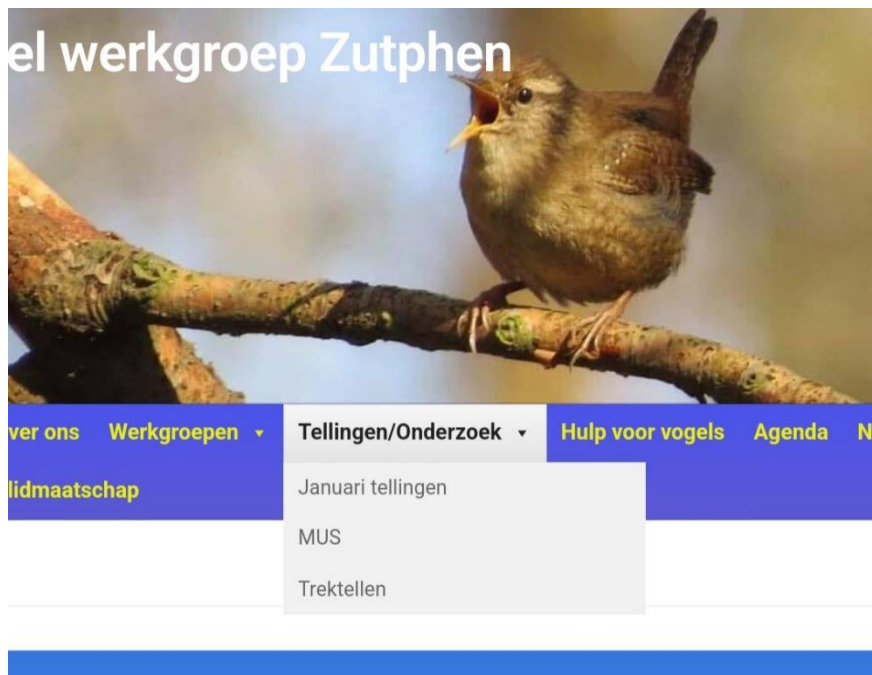 el werkgroep Zutphen
ver ons Werkgroepen Tellingen/Onderzoek Hulp voor vogels Agenda N
lidmaatschap
Januari tellingen
MUS
Trektellen